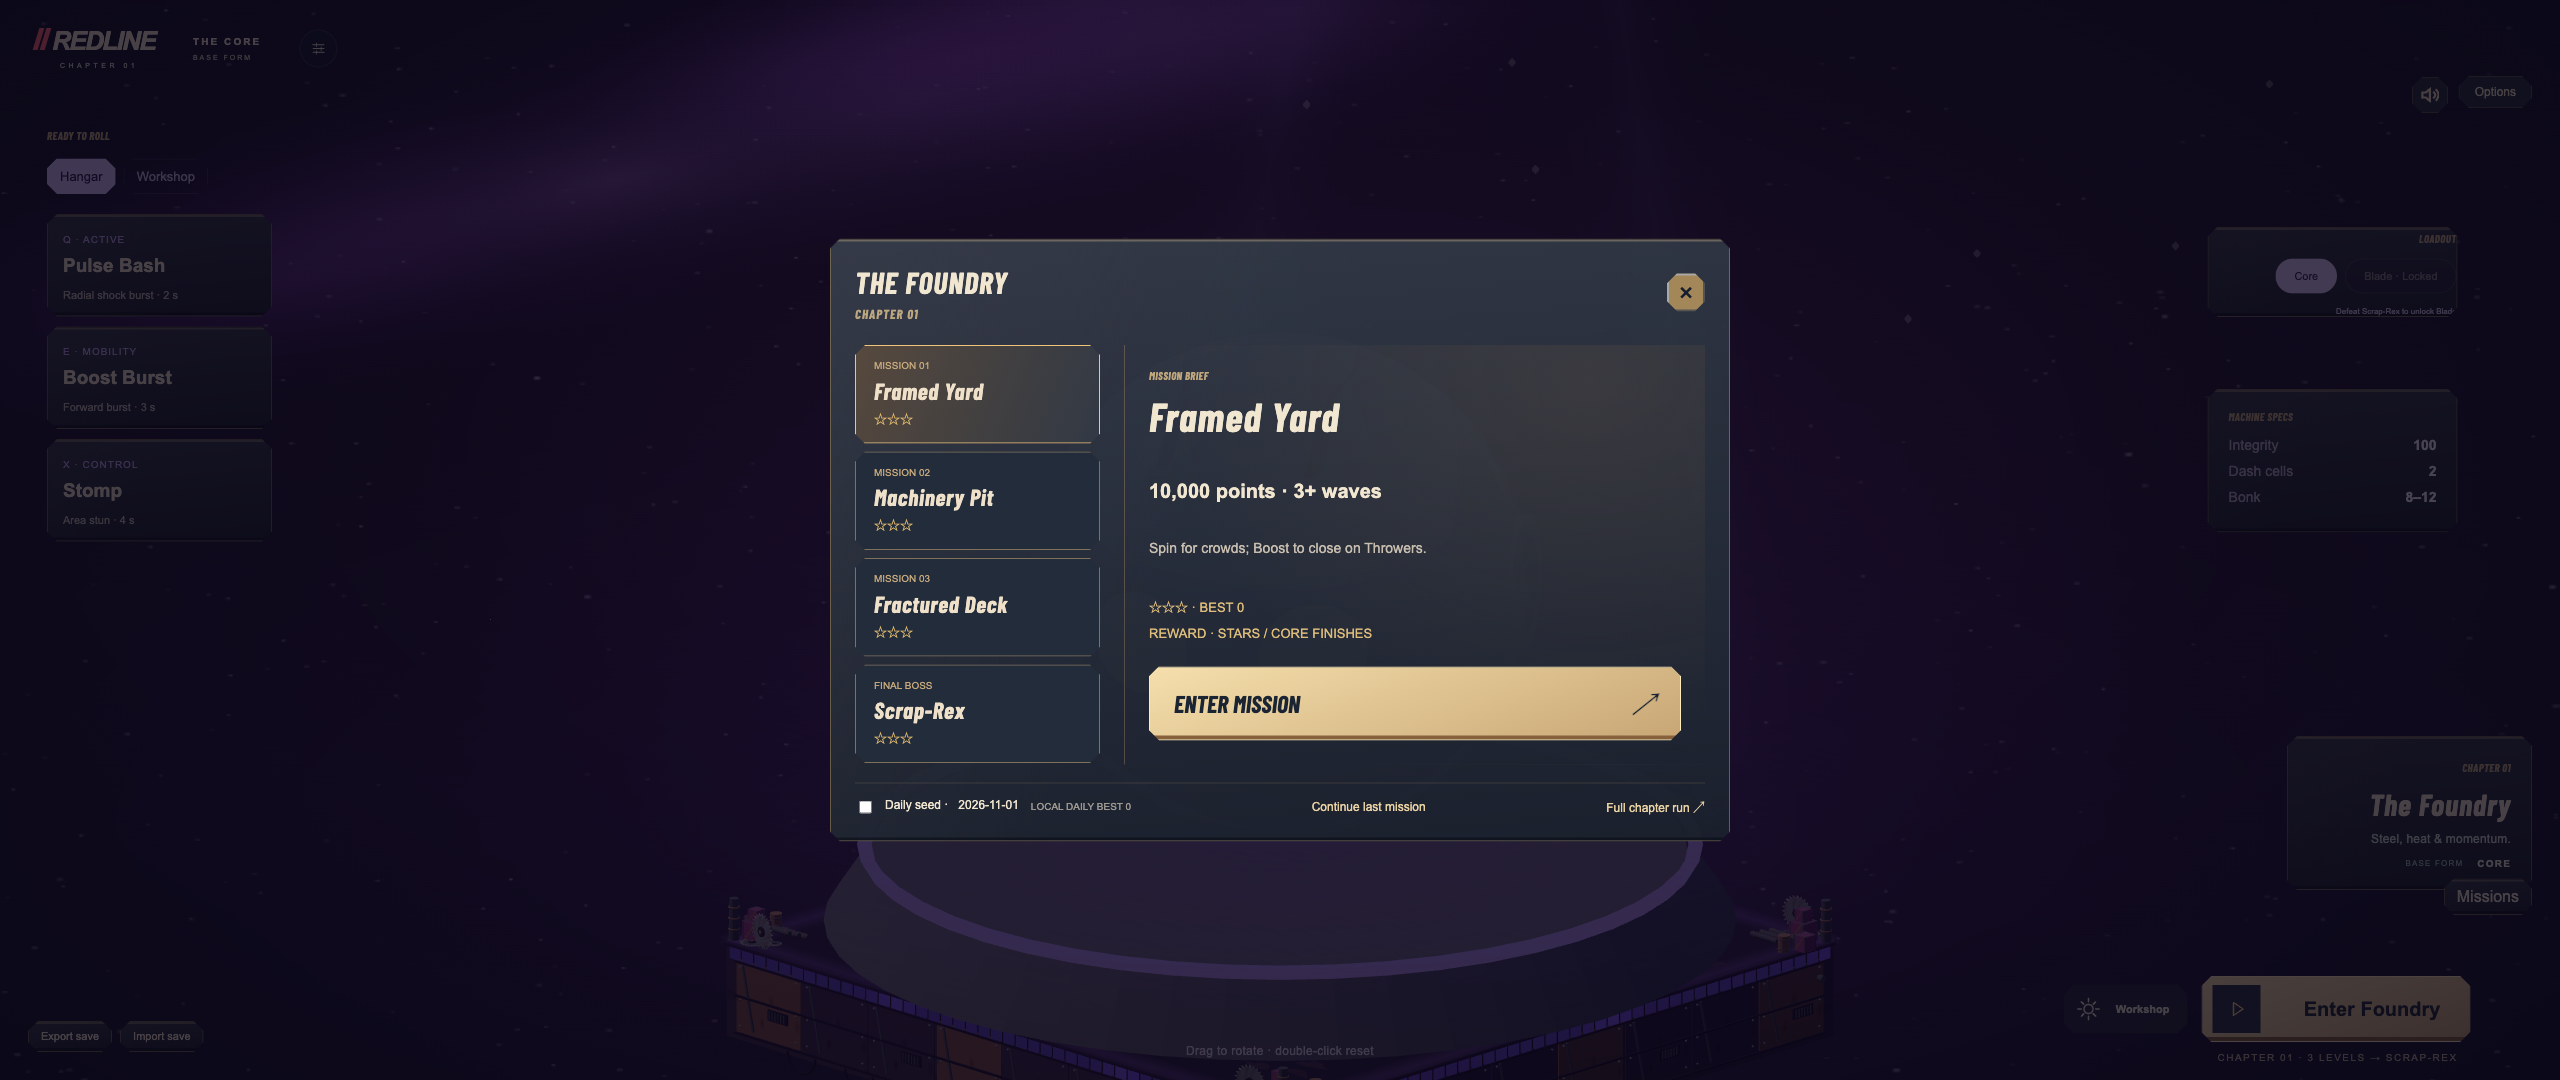 REDLINE
CHAPTER 01
THE CORE
BASE FORM
Options
READY TO ROLL
Hangar
Workshop
Q · ACTIVE
Pulse Bash
Radial shock burst · 2 s
E · MOBILITY
Boost Burst
Forward burst · 3 s
X · CONTROL
Stomp
Area stun · 4 s
THE FOUNDRY
CHAPTER 01
MISSION 01
Framed Yard
☆☆☆
MISSION 02
Machinery Pit
☆☆☆
MISSION 03
Fractured Deck
☆☆☆
FINAL BOSS
Scrap-Rex
☆☆☆
MISSION BRIEF
Framed Yard
10,000 points · 3+ waves
Spin for crowds; Boost to close on Throwers.
☆☆☆ · BEST 0
REWARD · STARS / CORE FINISHES
ENTER MISSION
Daily seed · 2026-11-01 LOCAL DAILY BEST 0
Continue last mission
Full chapter run ↗
LOADOUT
Core
Blade · Locked
Defeat Scrap-Rex to unlock Blad
MACHINE SPECS
Integrity 100
Dash cells 2
Bonk 8–12
CHAPTER 01
The Foundry
Steel, heat & momentum.
BASE FORM CORE
Missions
Workshop
Enter Foundry
CHAPTER 01 · 3 LEVELS → SCRAP-REX
Export save
Import save
Drag to rotate · double-click reset